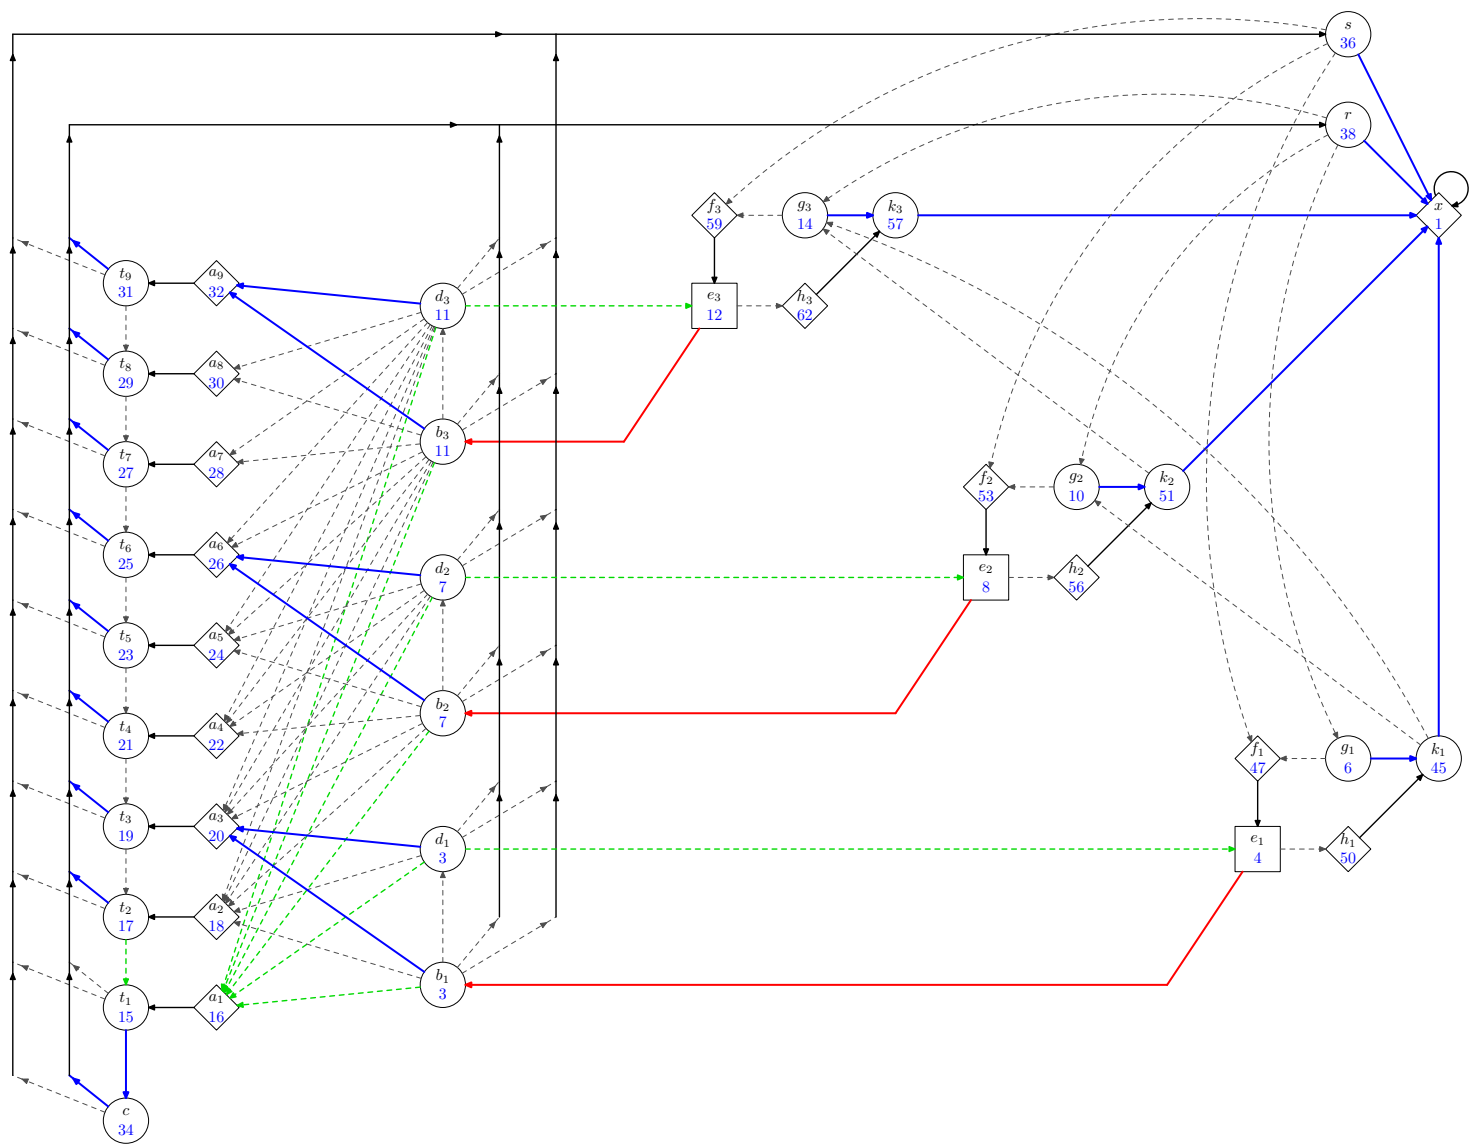 s
36
r
38
f₃
59
g₃
14
k₃
57
x
1
t₉
31
a₉
32
d₃
11
e₃
12
h₃
62
t₈
29
a₈
30
b₃
11
t₇
27
a₇
28
f₂
53
g₂
10
k₂
51
t₆
25
a₆
26
d₂
7
e₂
8
h₂
56
t₅
23
a₅
24
b₂
7
t₄
21
a₄
22
f₁
47
g₁
6
k₁
45
t₃
19
a₃
20
d₁
3
e₁
4
h₁
50
t₂
17
a₂
18
b₁
3
t₁
15
a₁
16
c
34